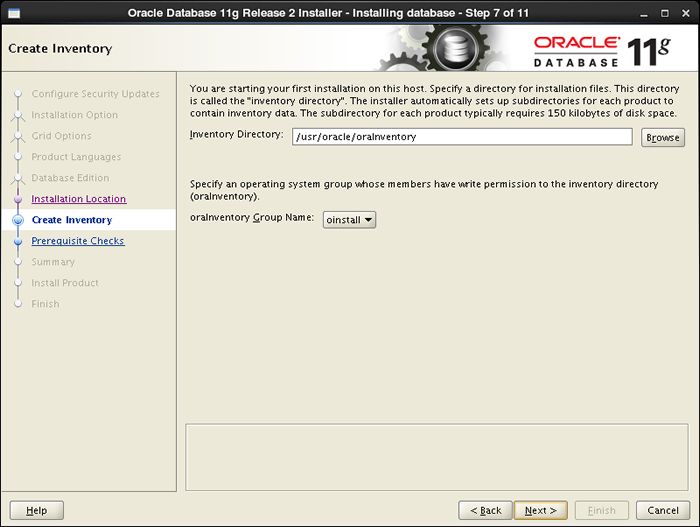 Oracle Database 11g Release 2 Installer - Installing database - Step 7 of 11
Create Inventory
ORACLE
DATABASE 11g
Configure Security Updates
Installation Option
Grid Options
Product Languages
Database Edition
Installation Location
Create Inventory
Prerequisite Checks
Summary
Install Product
Finish
You are starting your first installation on this host. Specify a directory for installation files. This directory
is called the "inventory directory". The installer automatically sets up subdirectories for each product to
contain inventory data. The subdirectory for each product typically requires 150 kilobytes of disk space.
Inventory Directory: /usr/oracle/oraInventory Browse
Specify an operating system group whose members have write permission to the inventory directory
(oraInventory).
oraInventory Group Name: oinstall
Help < Back Next > Finish Cancel